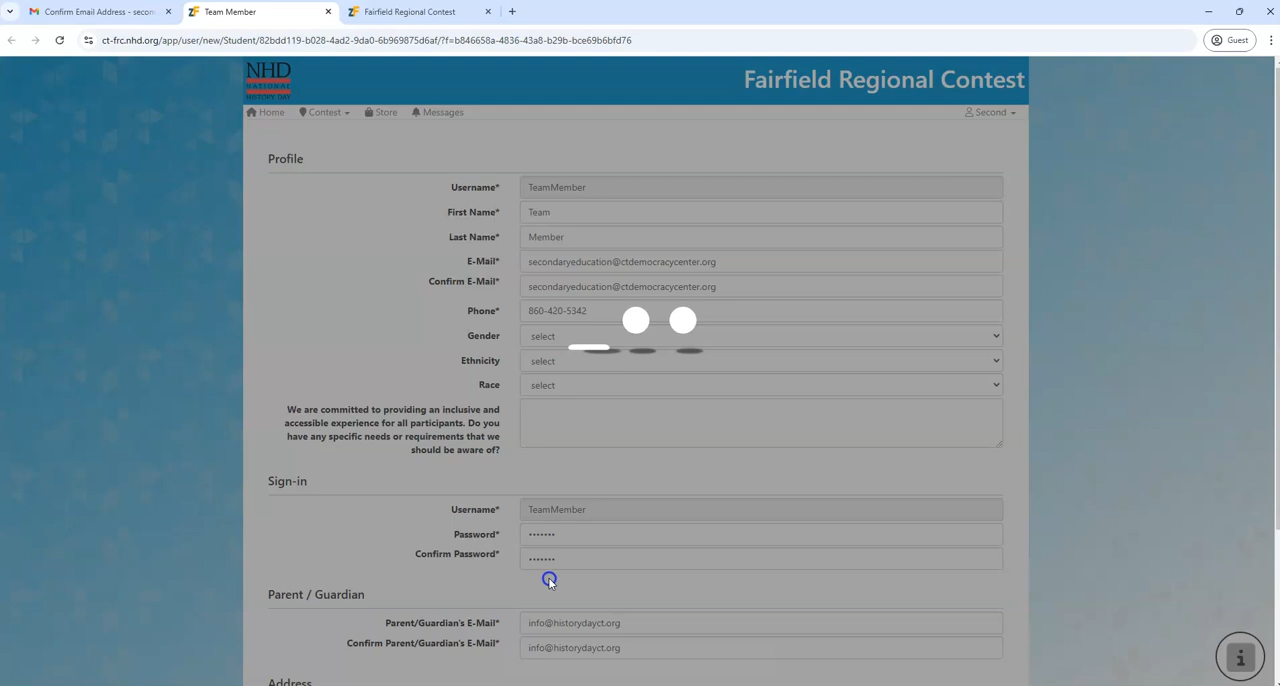 Confirm Email Address - secon
Team Member
Fairfield Regional Contest
ct-frc.nhd.org/app/user/new/Student/82bdd119-b028-4ad2-9da0-6b969875d6af/?f=b846658a-4836-43a8-b29b-bce69b6bfd76
Guest
NHD
NATIONAL
HISTORY DAY
Fairfield Regional Contest
Home
Contest
Store
Messages
Second
Profile
Username*
TeamMember
First Name*
Team
Last Name*
Member
E-Mail*
secondaryeducation@ctdemocracycenter.org
Confirm E-Mail*
secondaryeducation@ctdemocracycenter.org
Phone*
860-420-5342
Gender
select
Ethnicity
select
Race
select
We are committed to providing an inclusive and
accessible experience for all participants. Do you
have any specific needs or requirements that we
should be aware of?
Sign-in
Username*
TeamMember
Password*
•••••••
Confirm Password*
•••••••
Parent / Guardian
Parent/Guardian's E-Mail*
info@historydayct.org
Confirm Parent/Guardian's E-Mail*
info@historydayct.org
Address